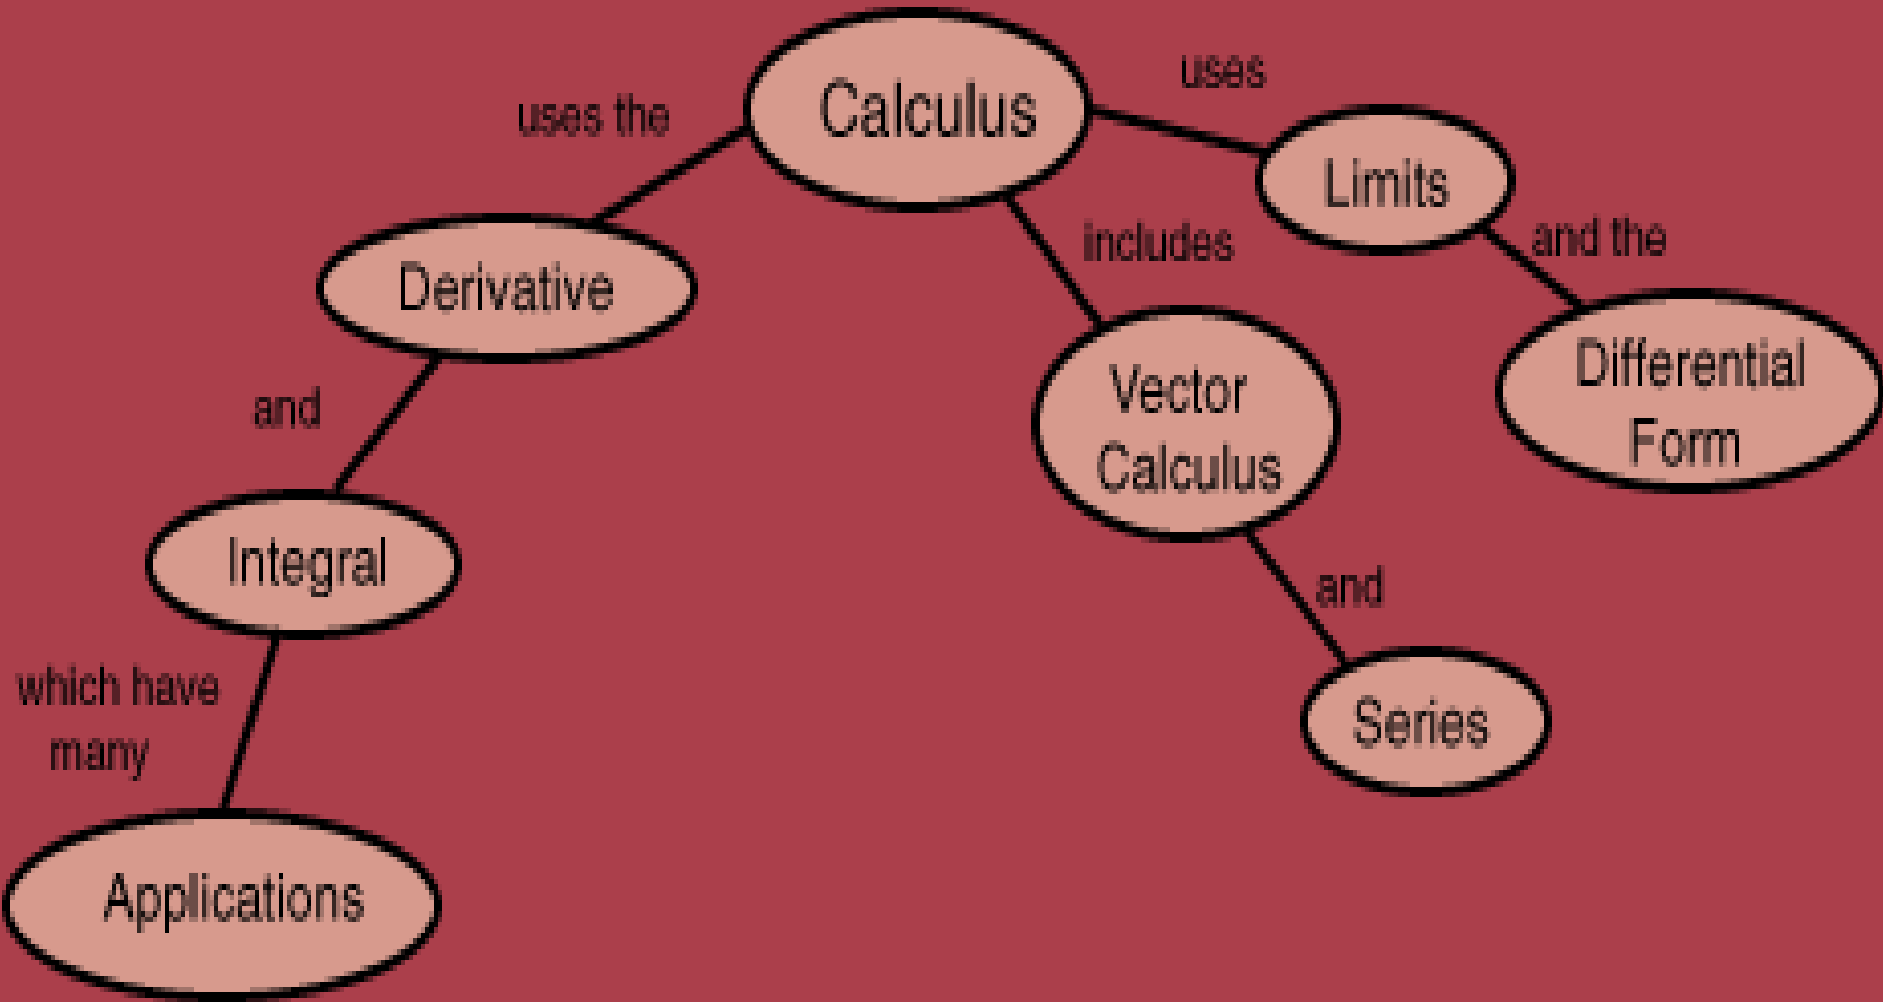 Calculus
uses the
uses
Limits
Derivative
includes
and the
Vector
Calculus
Differential
Form
and
Integral
and
which have
many
Series
Applications